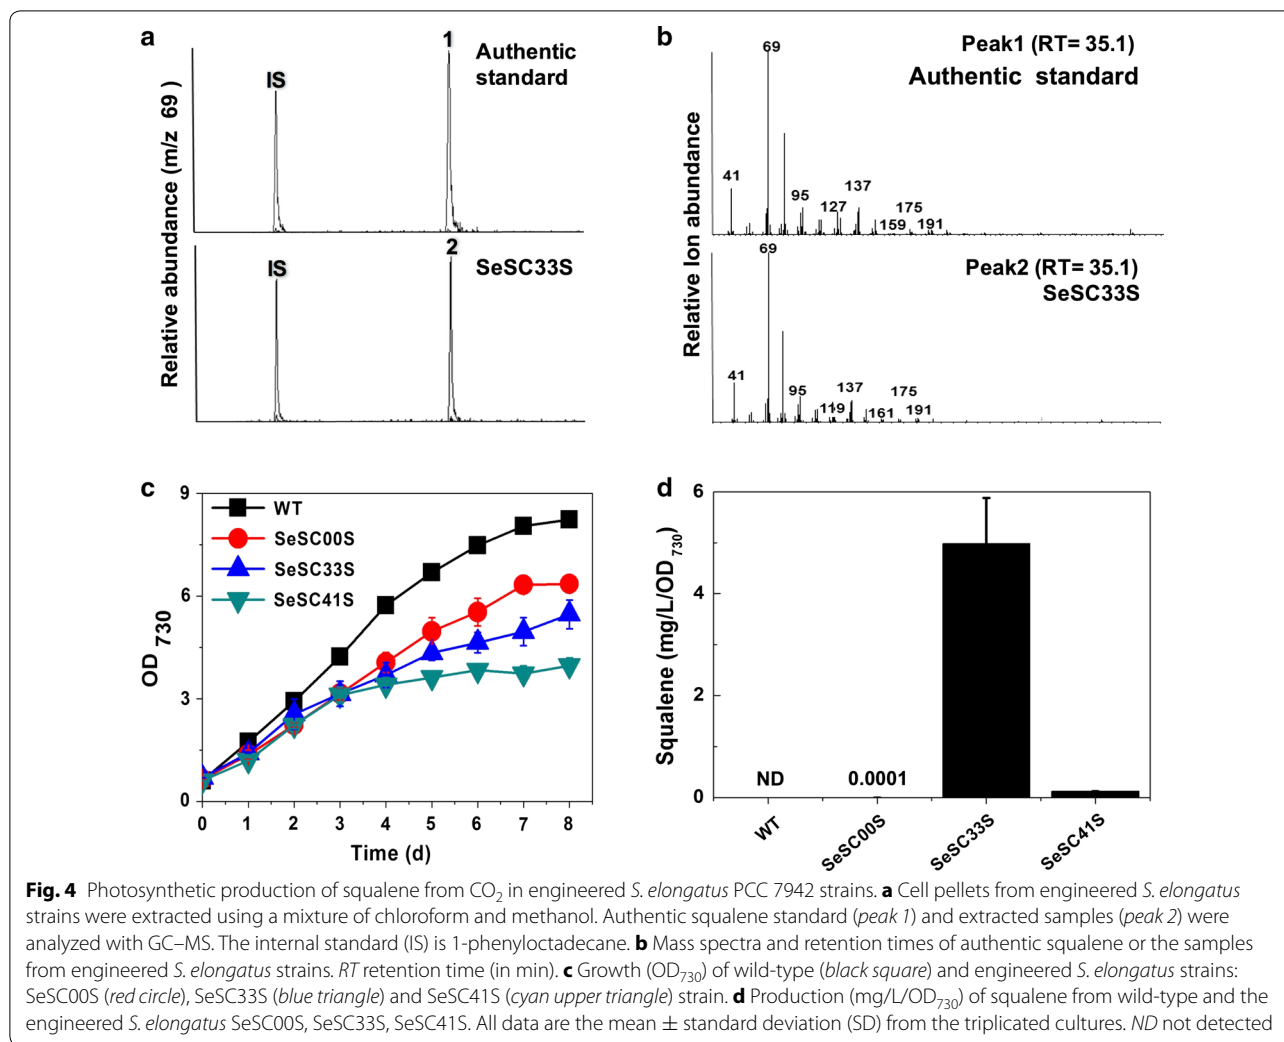 a
IS
1
Authentic
standard
Relative abundance (m/z 69 )
IS
2
SeSC33S
b
Peak1 (RT= 35.1)
Authentic standard
69
41
95
127
137
159
175
191
Relative Ion abundance
Peak2 (RT= 35.1)
SeSC33S
69
41
95
119
137
161
175
191
c
9
6
3
0
OD 730
WT
SeSC00S
SeSC33S
SeSC41S
0 1 2 3 4 5 6 7 8
Time (d)
d
6
4
2
0
Squalene (mg/L/OD730)
ND
0.0001
WT
SeSC00S
SeSC33S
SeSC41S
Fig. 4 Photosynthetic production of squalene from CO2 in engineered S. elongatus PCC 7942 strains. a Cell pellets from engineered S. elongatus
strains were extracted using a mixture of chloroform and methanol. Authentic squalene standard (peak 1) and extracted samples (peak 2) were
analyzed with GC–MS. The internal standard (IS) is 1-phenyloctadecane. b Mass spectra and retention times of authentic squalene or the samples
from engineered S. elongatus strains. RT retention time (in min). c Growth (OD730) of wild-type (black square) and engineered S. elongatus strains:
SeSC00S (red circle), SeSC33S (blue triangle) and SeSC41S (cyan upper triangle) strain. d Production (mg/L/OD730) of squalene from wild-type and the
engineered S. elongatus SeSC00S, SeSC33S, SeSC41S. All data are the mean ± standard deviation (SD) from the triplicated cultures. ND not detected